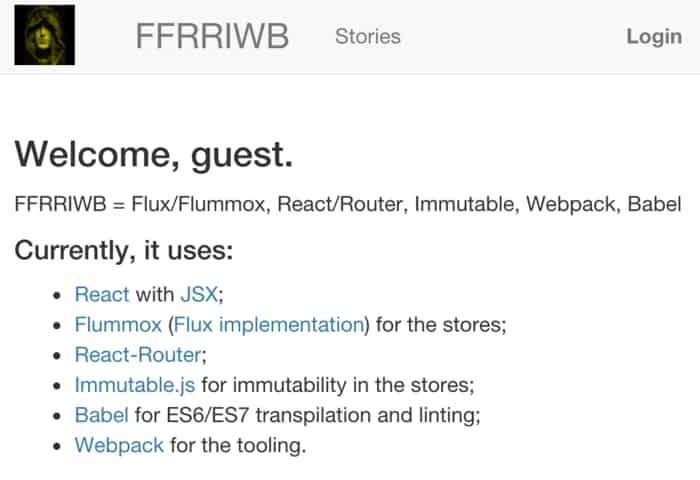 FFRRIWB Stories Login
Welcome, guest.
FFRRIWB = Flux/Flummox, React/Router, Immutable, Webpack, Babel
Currently, it uses:
• React with JSX;
• Flummox (Flux implementation) for the stores;
• React-Router;
• Immutable.js for immutability in the stores;
• Babel for ES6/ES7 transpilation and linting;
• Webpack for the tooling.